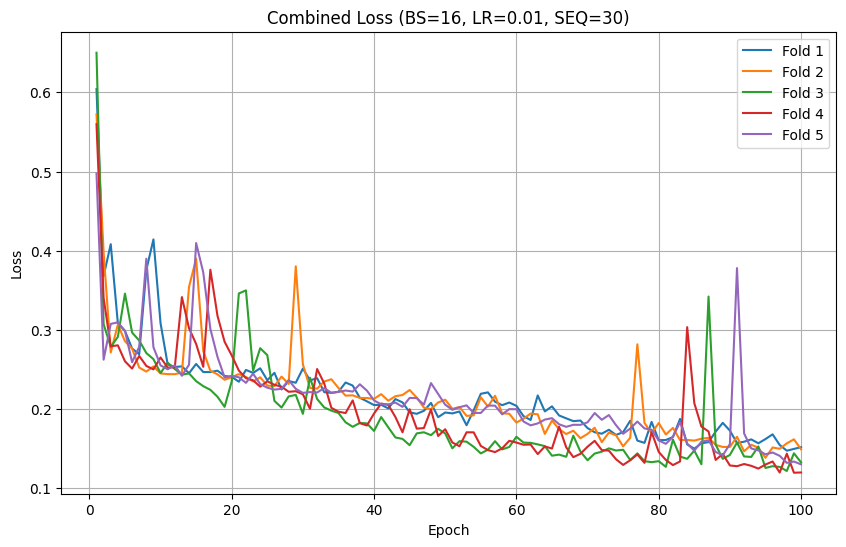 Combined Loss (BS=16, LR=0.01, SEQ=30)
Fold 1
Fold 2
Fold 3
Fold 4
Fold 5
Loss
0.6
0.5
0.4
0.3
0.2
0.1
0 20 40 60 80 100
Epoch